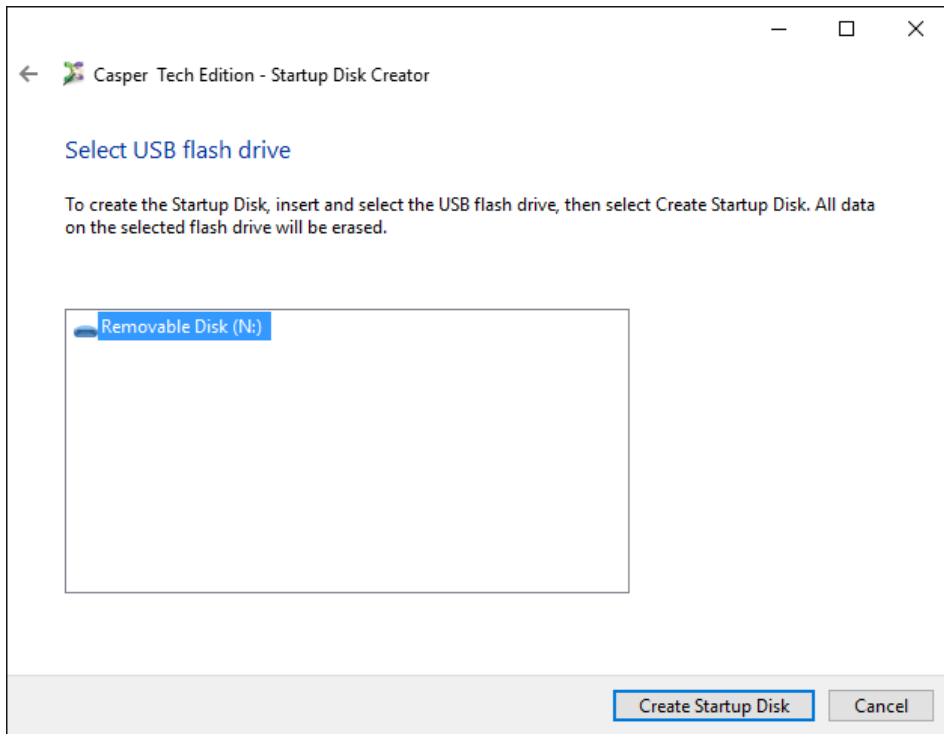 Casper Tech Edition - Startup Disk Creator
Select USB flash drive
To create the Startup Disk, insert and select the USB flash drive, then select Create Startup Disk. All data
on the selected flash drive will be erased.
Removable Disk (N:)
Create Startup Disk
Cancel